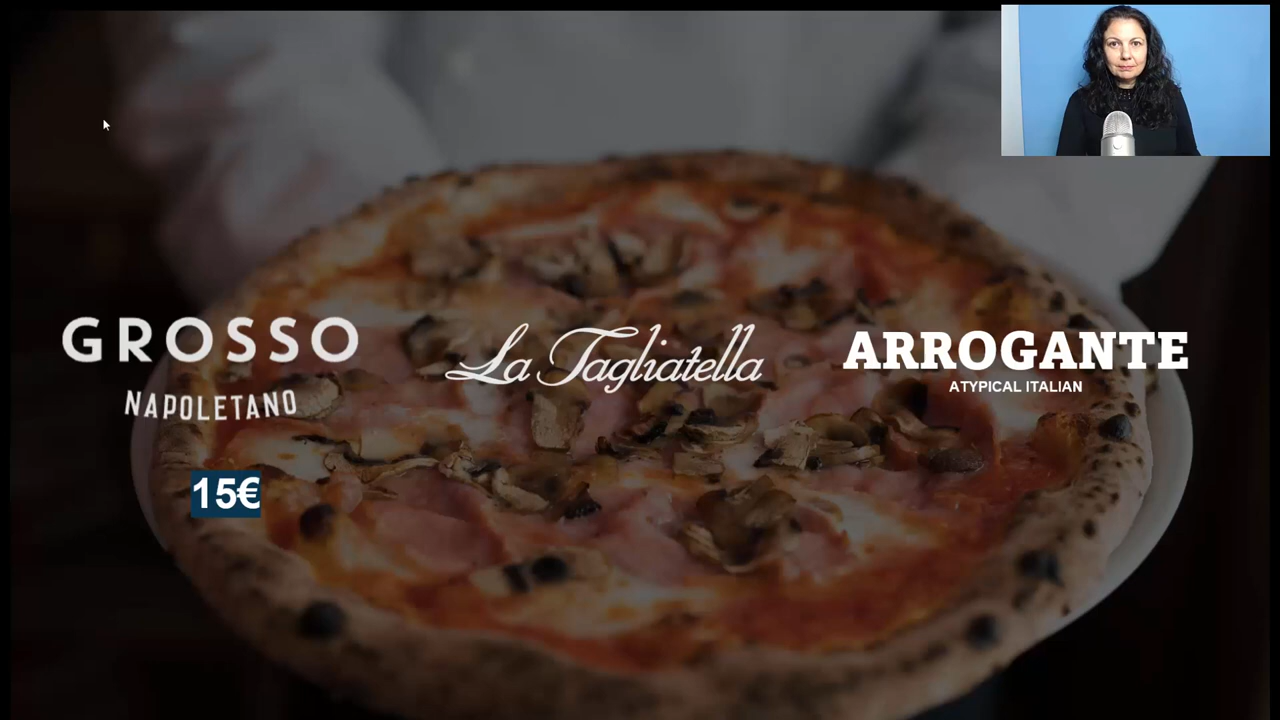 GROSSO
NAPOLETANO
15€
La Tagliatella
ARROGANTE
ATYPICAL ITALIAN